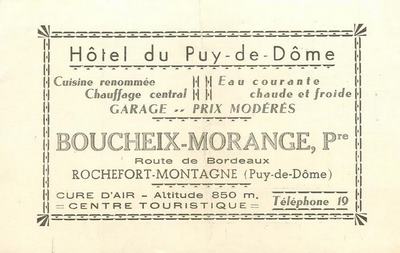 Hôtel du Puy-de-Dôme
Cuisine renommée
Chauffage central
Eau courante
chaude et froide
GARAGE -- PRIX MODÉRÉS
BOUCHEIX-MORANGE, Pre
Route de Bordeaux
ROCHEFORT-MONTAGNE (Puy-de-Dôme)
CURE D'AIR - Altitude 850 m.
CENTRE TOURISTIQUE
Téléphone 19